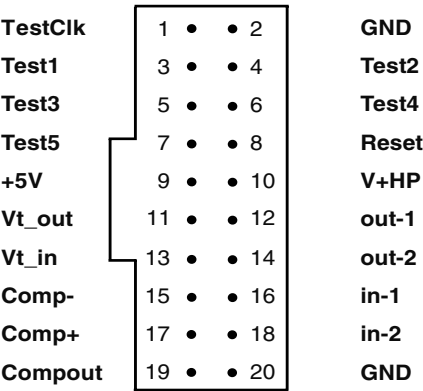 TestClk 1 2 GND
Test1 3 4 Test2
Test3 5 6 Test4
Test5 7 8 Reset
+5V 9 10 V+HP
Vt_out 11 12 out-1
Vt_in 13 14 out-2
Comp- 15 16 in-1
Comp+ 17 18 in-2
Compout 19 20 GND